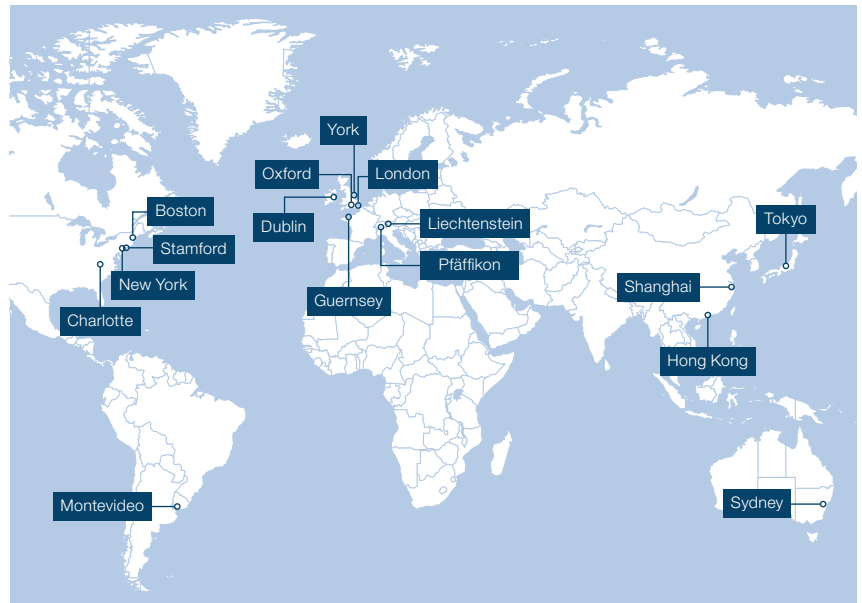 York
Oxford
London
Boston
Dublin
Liechtenstein
Tokyo
Stamford
Pfäffikon
New York
Shanghai
Guernsey
Charlotte
Hong Kong
Montevideo
Sydney